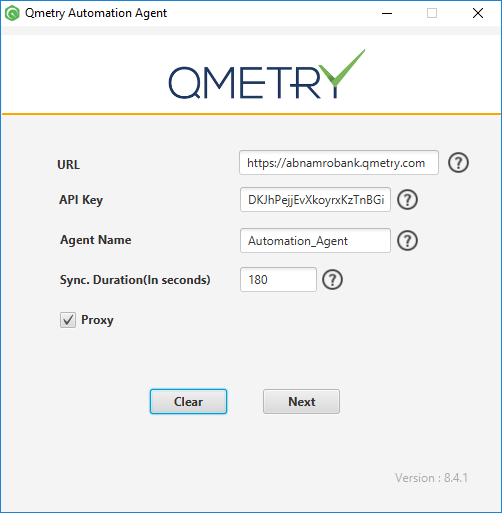 Qmetry Automation Agent
QMETRY
URL
https://abnamrobank.qmetry.com
?
API Key
DKJhPejjEvXkoyrxKzTnBGi
?
Agent Name
Automation_Agent
?
Sync. Duration(In seconds)
180
?
Proxy
Clear
Next
Version : 8.4.1